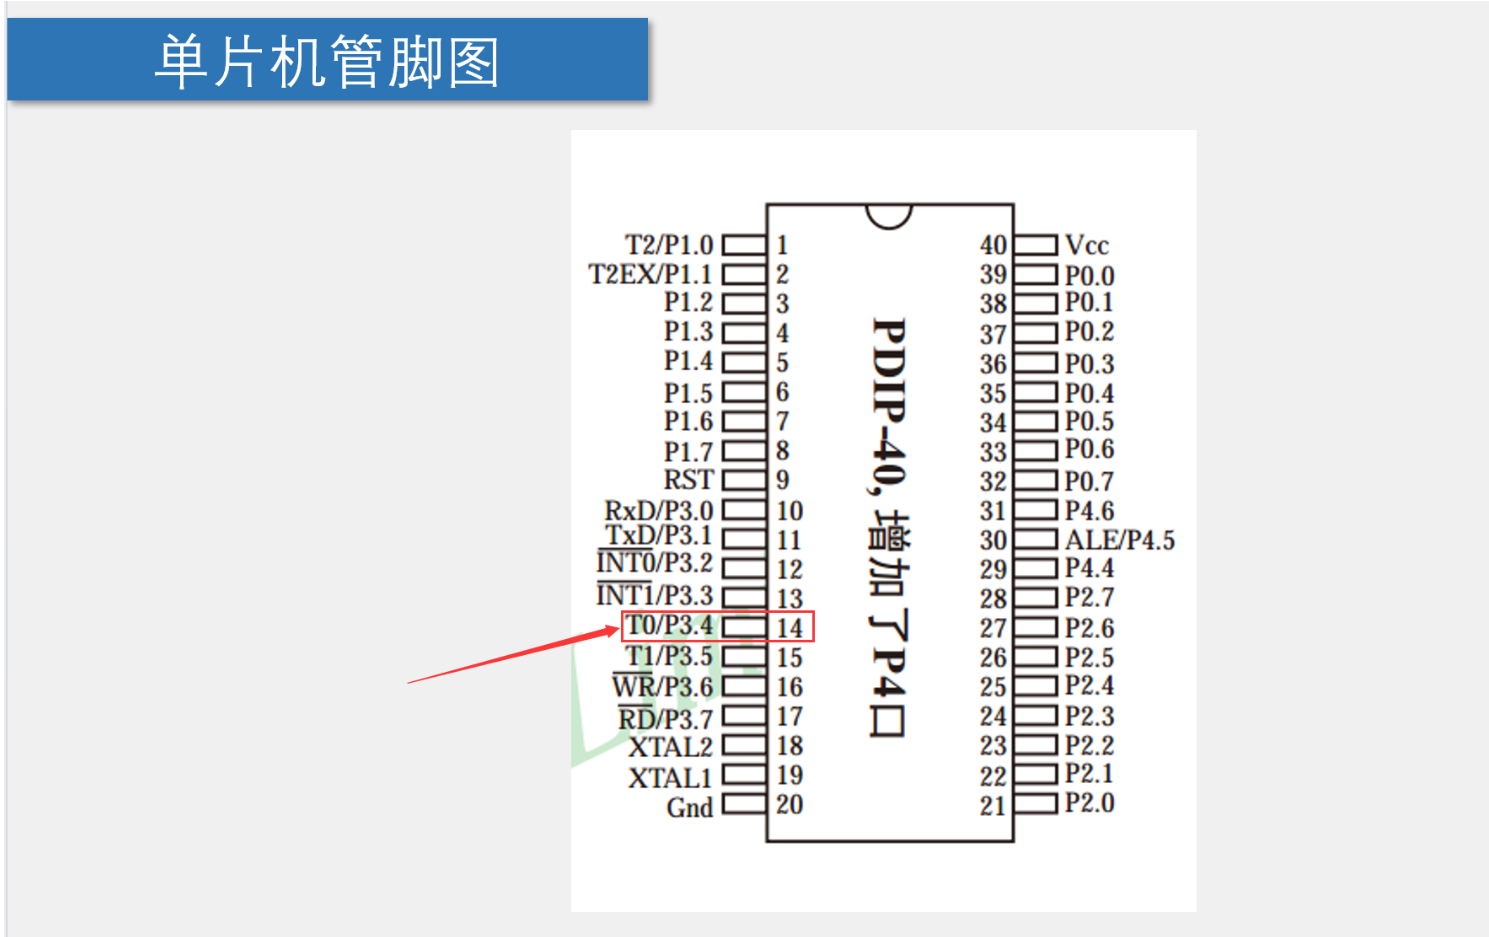 单片机管脚图
T2/P1.0 1 40 Vcc
T2EX/P1.1 2 39 P0.0
P1.2 3 38 P0.1
P1.3 4 37 P0.2
P1.4 5 36 P0.3
P1.5 6 35 P0.4
P1.6 7 34 P0.5
P1.7 8 33 P0.6
RST 9 32 P0.7
RxD/P3.0 10 31 P4.6
TxD/P3.1 11 30 ALE/P4.5
INT0/P3.2 12 29 P4.4
INT1/P3.3 13 28 P2.7
T0/P3.4 14 27 P2.6
T1/P3.5 15 26 P2.5
WR/P3.6 16 25 P2.4
RD/P3.7 17 24 P2.3
XTAL2 18 23 P2.2
XTAL1 19 22 P2.1
Gnd 20 21 P2.0
PDIP-40,增加了P4口